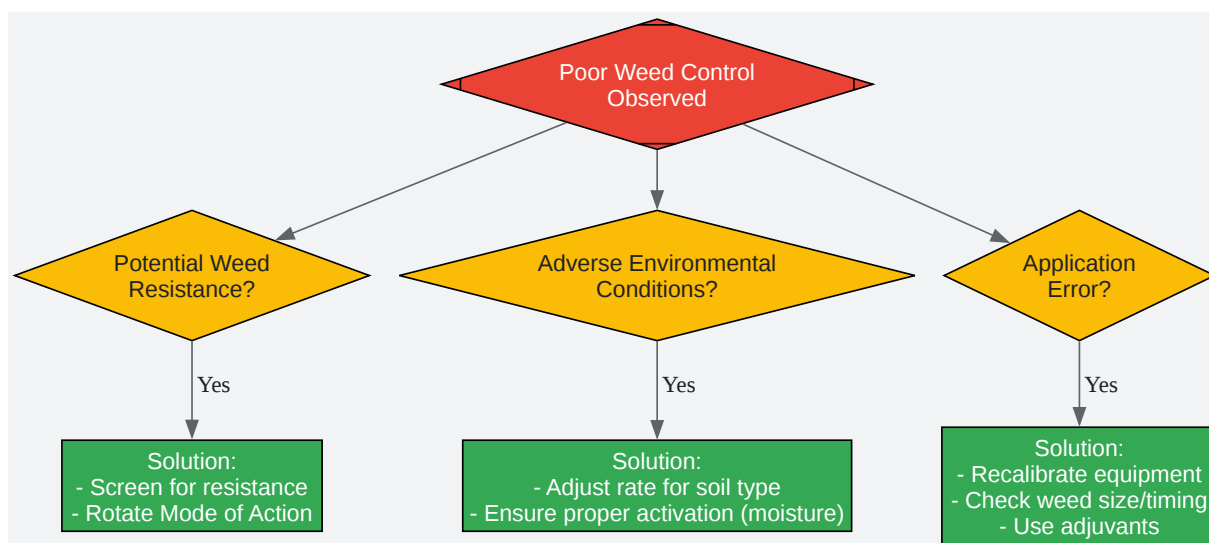 Poor Weed Control
Observed
Potential Weed
Resistance?
Adverse Environmental
Conditions?
Application
Error?
Yes
Yes
Yes
Solution:
- Screen for resistance
- Rotate Mode of Action
Solution:
- Adjust rate for soil type
- Ensure proper activation (moisture)
Solution:
- Recalibrate equipment
- Check weed size/timing
- Use adjuvants